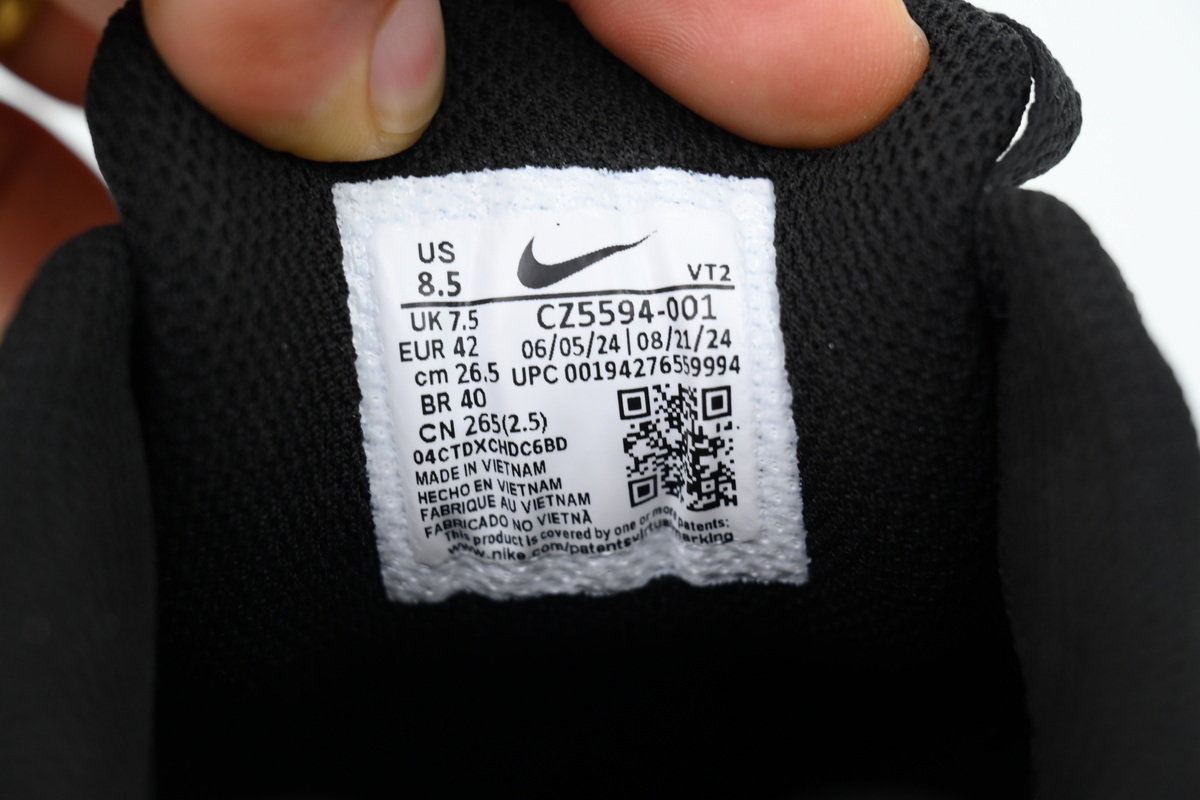 US
8.5
VT2
UK 7.5
CZ5594-001
EUR 42
06/05/24 | 08/21/24
cm 26.5
UPC 00194276559994
BR 40
CN 265(2.5)
04CTDXCHDC6BD
MADE IN VIETNAM
HECHO EN VIETNAM
FABRIQUE AU VIETNAM
FABRICADO NO VIETNÃ
This product is covered by one or more patents:
www.nike.com/patentsvirtualmarking